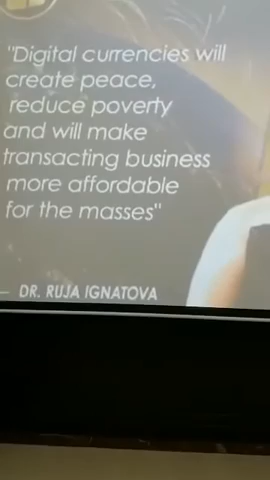 "Digital currencies will
create peace,
reduce poverty
and will make
transacting business
more affordable
for the masses"
— DR. RUJA IGNATOVA